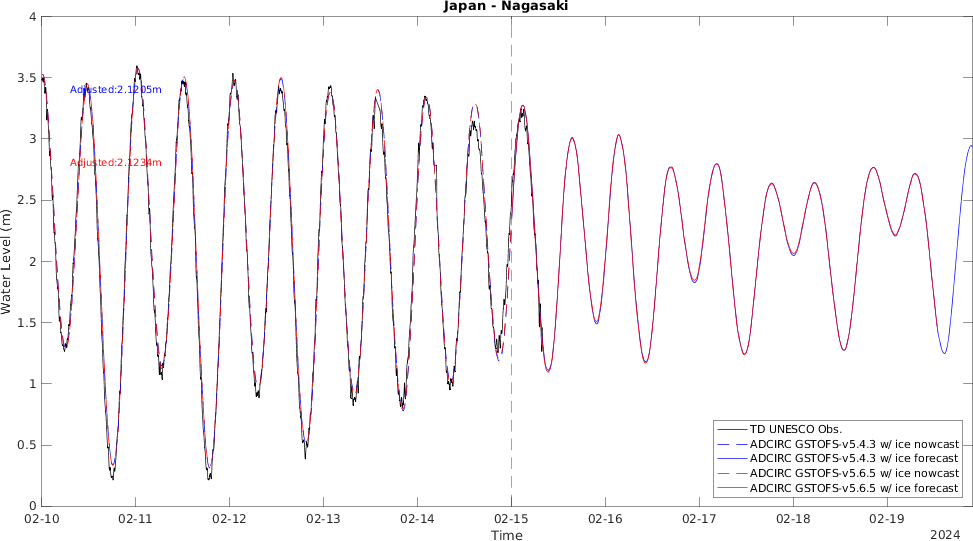 Japan - Nagasaki
4
3.5
3
2.5
2
1.5
1
0.5
0
Water Level (m)
Adjusted:2.1205m
Adjusted:2.1234m
TD UNESCO Obs.
ADCIRC GSTOFS-v5.4.3 w/ ice nowcast
ADCIRC GSTOFS-v5.4.3 w/ ice forecast
ADCIRC GSTOFS-v5.6.5 w/ ice nowcast
ADCIRC GSTOFS-v5.6.5 w/ ice forecast
02-10 02-11 02-12 02-13 02-14 02-15 02-16 02-17 02-18 02-19
Time
2024